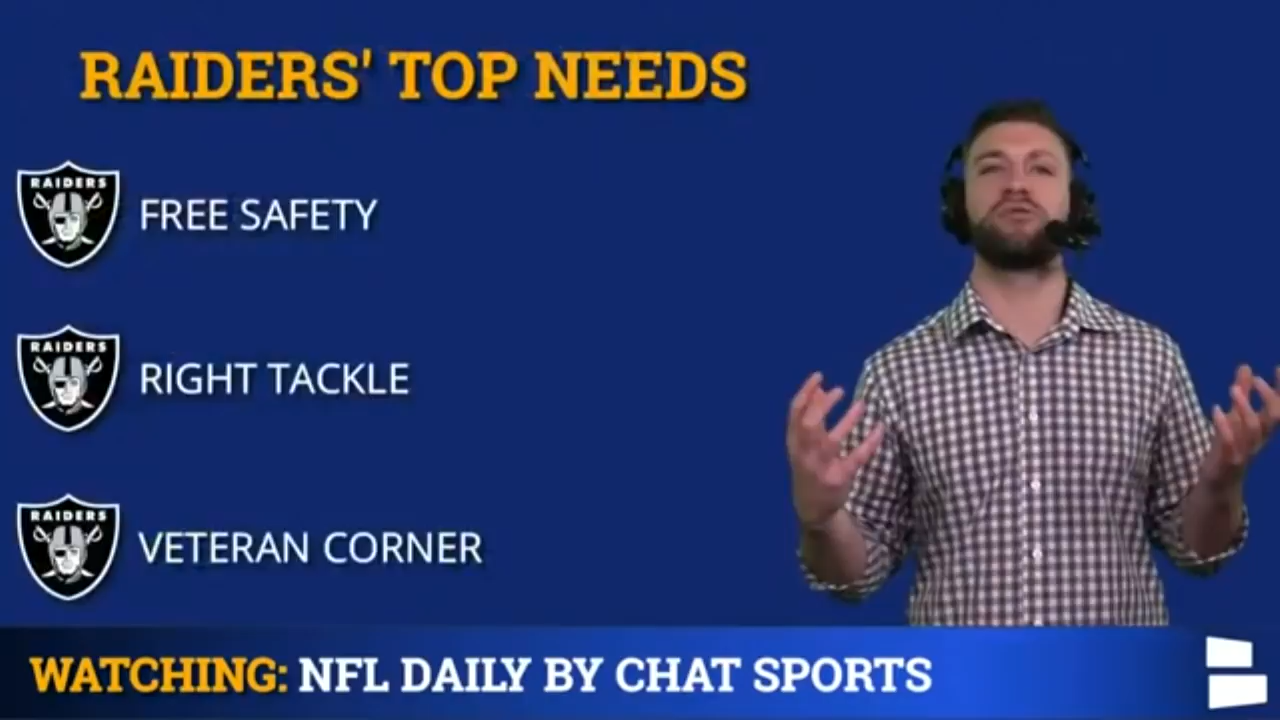 RAIDERS' TOP NEEDS
RAIDERS
FREE SAFETY
RAIDERS
RIGHT TACKLE
RAIDERS
VETERAN CORNER
WATCHING: NFL DAILY BY CHAT SPORTS